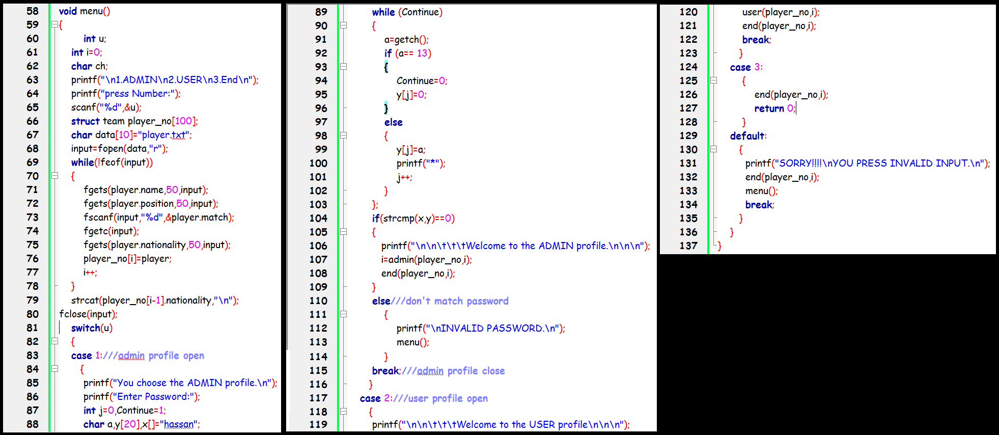 58 void menu()
59 {
60 int u;
61 int i=0;
62 char ch;
63 printf("\n1.ADMIN\n2.USER\n3.End\n");
64 printf("press Number:");
65 scanf("%d",&u);
66 struct team player_no[100];
67 char data[10]="player.txt";
68 input=fopen(data,"r");
69 while(!feof(input))
70 {
71 fgets(player.name,50,input);
72 fgets(player.position,50,input);
73 fscanf(input,"%d",&player.match);
74 fgetc(input);
75 fgets(player.nationality,50,input);
76 player_no[i]=player;
77 i++;
78 }
79 strcat(player_no[i-1].nationality,"\n");
80 fclose(input);
81 switch(u)
82 {
83 case 1:///admin profile open
84 {
85 printf("You choose the ADMIN profile.\n");
86 printf("Enter Password:");
87 int j=0,Continue=1;
88 char a,y[20],x[]="hassan";
89 while (Continue)
90 {
91 a=getch();
92 if (a== 13)
93 {
94 Continue=0;
95 y[j]=0;
96 }
97 else
98 {
99 y[j]=a;
100 printf("*");
101 j++;
102 }
103 };
104 if(strcmp(x,y)==0)
105 {
106 printf("\n\n\t\t\tWelcome to the ADMIN profile.\n\n\n");
107 i=admin(player_no,i);
108 end(player_no,i);
109 }
110 else///don't match password
111 {
112 printf("\nINVALID PASSWORD.\n");
113 menu();
114 }
115 break;///admin profile close
116 }
117 case 2:///user profile open
118 {
119 printf("\n\n\t\t\tWelcome to the USER profile\n\n\n");
120 user(player_no,i);
121 end(player_no,i);
122 break;
123 }
124 case 3:
125 {
126 end(player_no,i);
127 return 0;
128 }
129 default:
130 {
131 printf("SORRY!!!!\nYOU PRESS INVALID INPUT.\n");
132 end(player_no,i);
133 menu();
134 break;
135 }
136 }
137 }